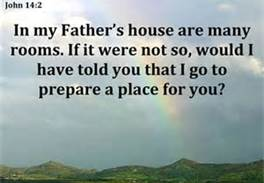 John 14:2
In my Father's house are many
rooms. If it were not so, would I
have told you that I go to
prepare a place for you?